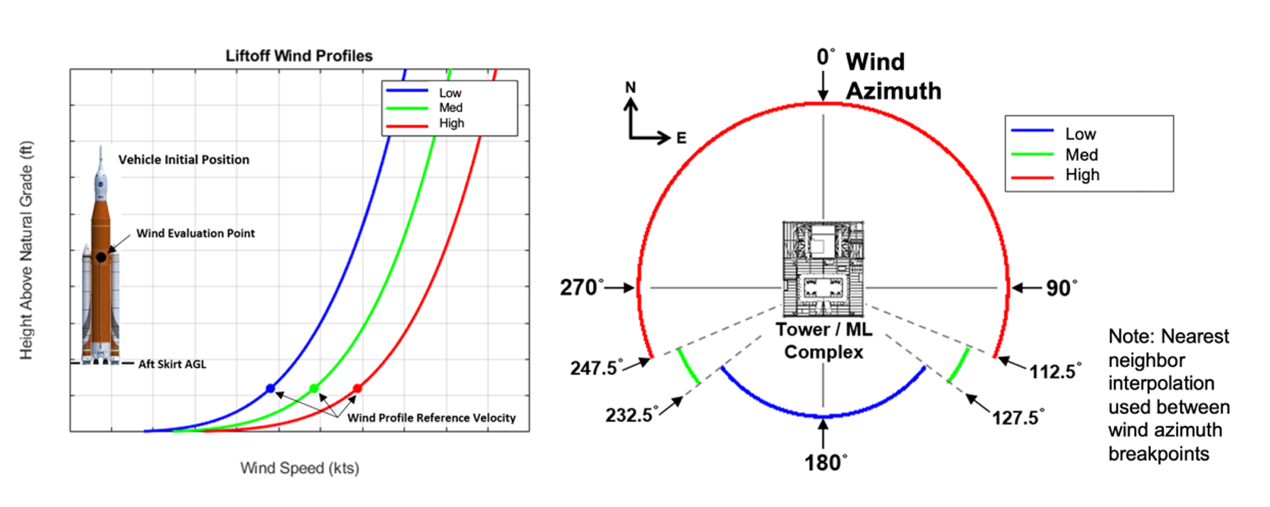 Liftoff Wind Profiles
Low
Med
High
Vehicle Initial Position
Wind Evaluation Point
Aft Skirt AGL
Wind Profile Reference Velocity
Height Above Natural Grade (ft)
Wind Speed (kts)
0°
Wind
Azimuth
N
E
Low
Med
High
270°
90°
Tower / ML
Complex
247.5°
112.5°
232.5°
127.5°
180°
Note: Nearest
neighbor
interpolation
used between
wind azimuth
breakpoints